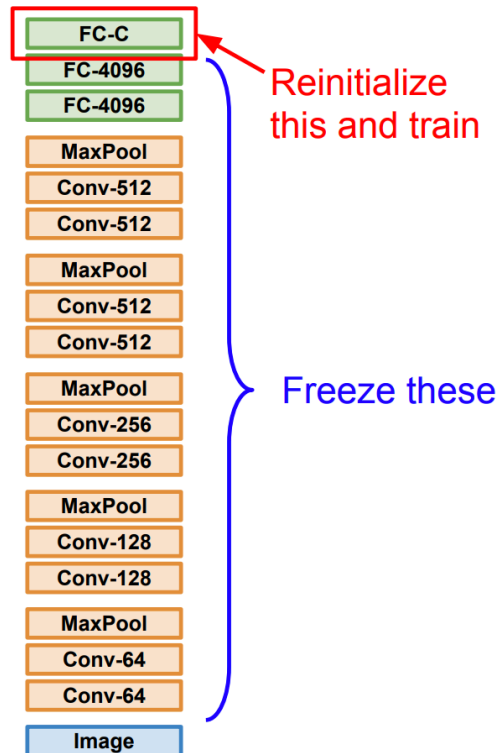 FC-C
FC-4096
FC-4096
Reinitialize
this and train
MaxPool
Conv-512
Conv-512
MaxPool
Conv-512
Conv-512
MaxPool
Conv-256
Conv-256
Freeze these
MaxPool
Conv-128
Conv-128
MaxPool
Conv-64
Conv-64
Image